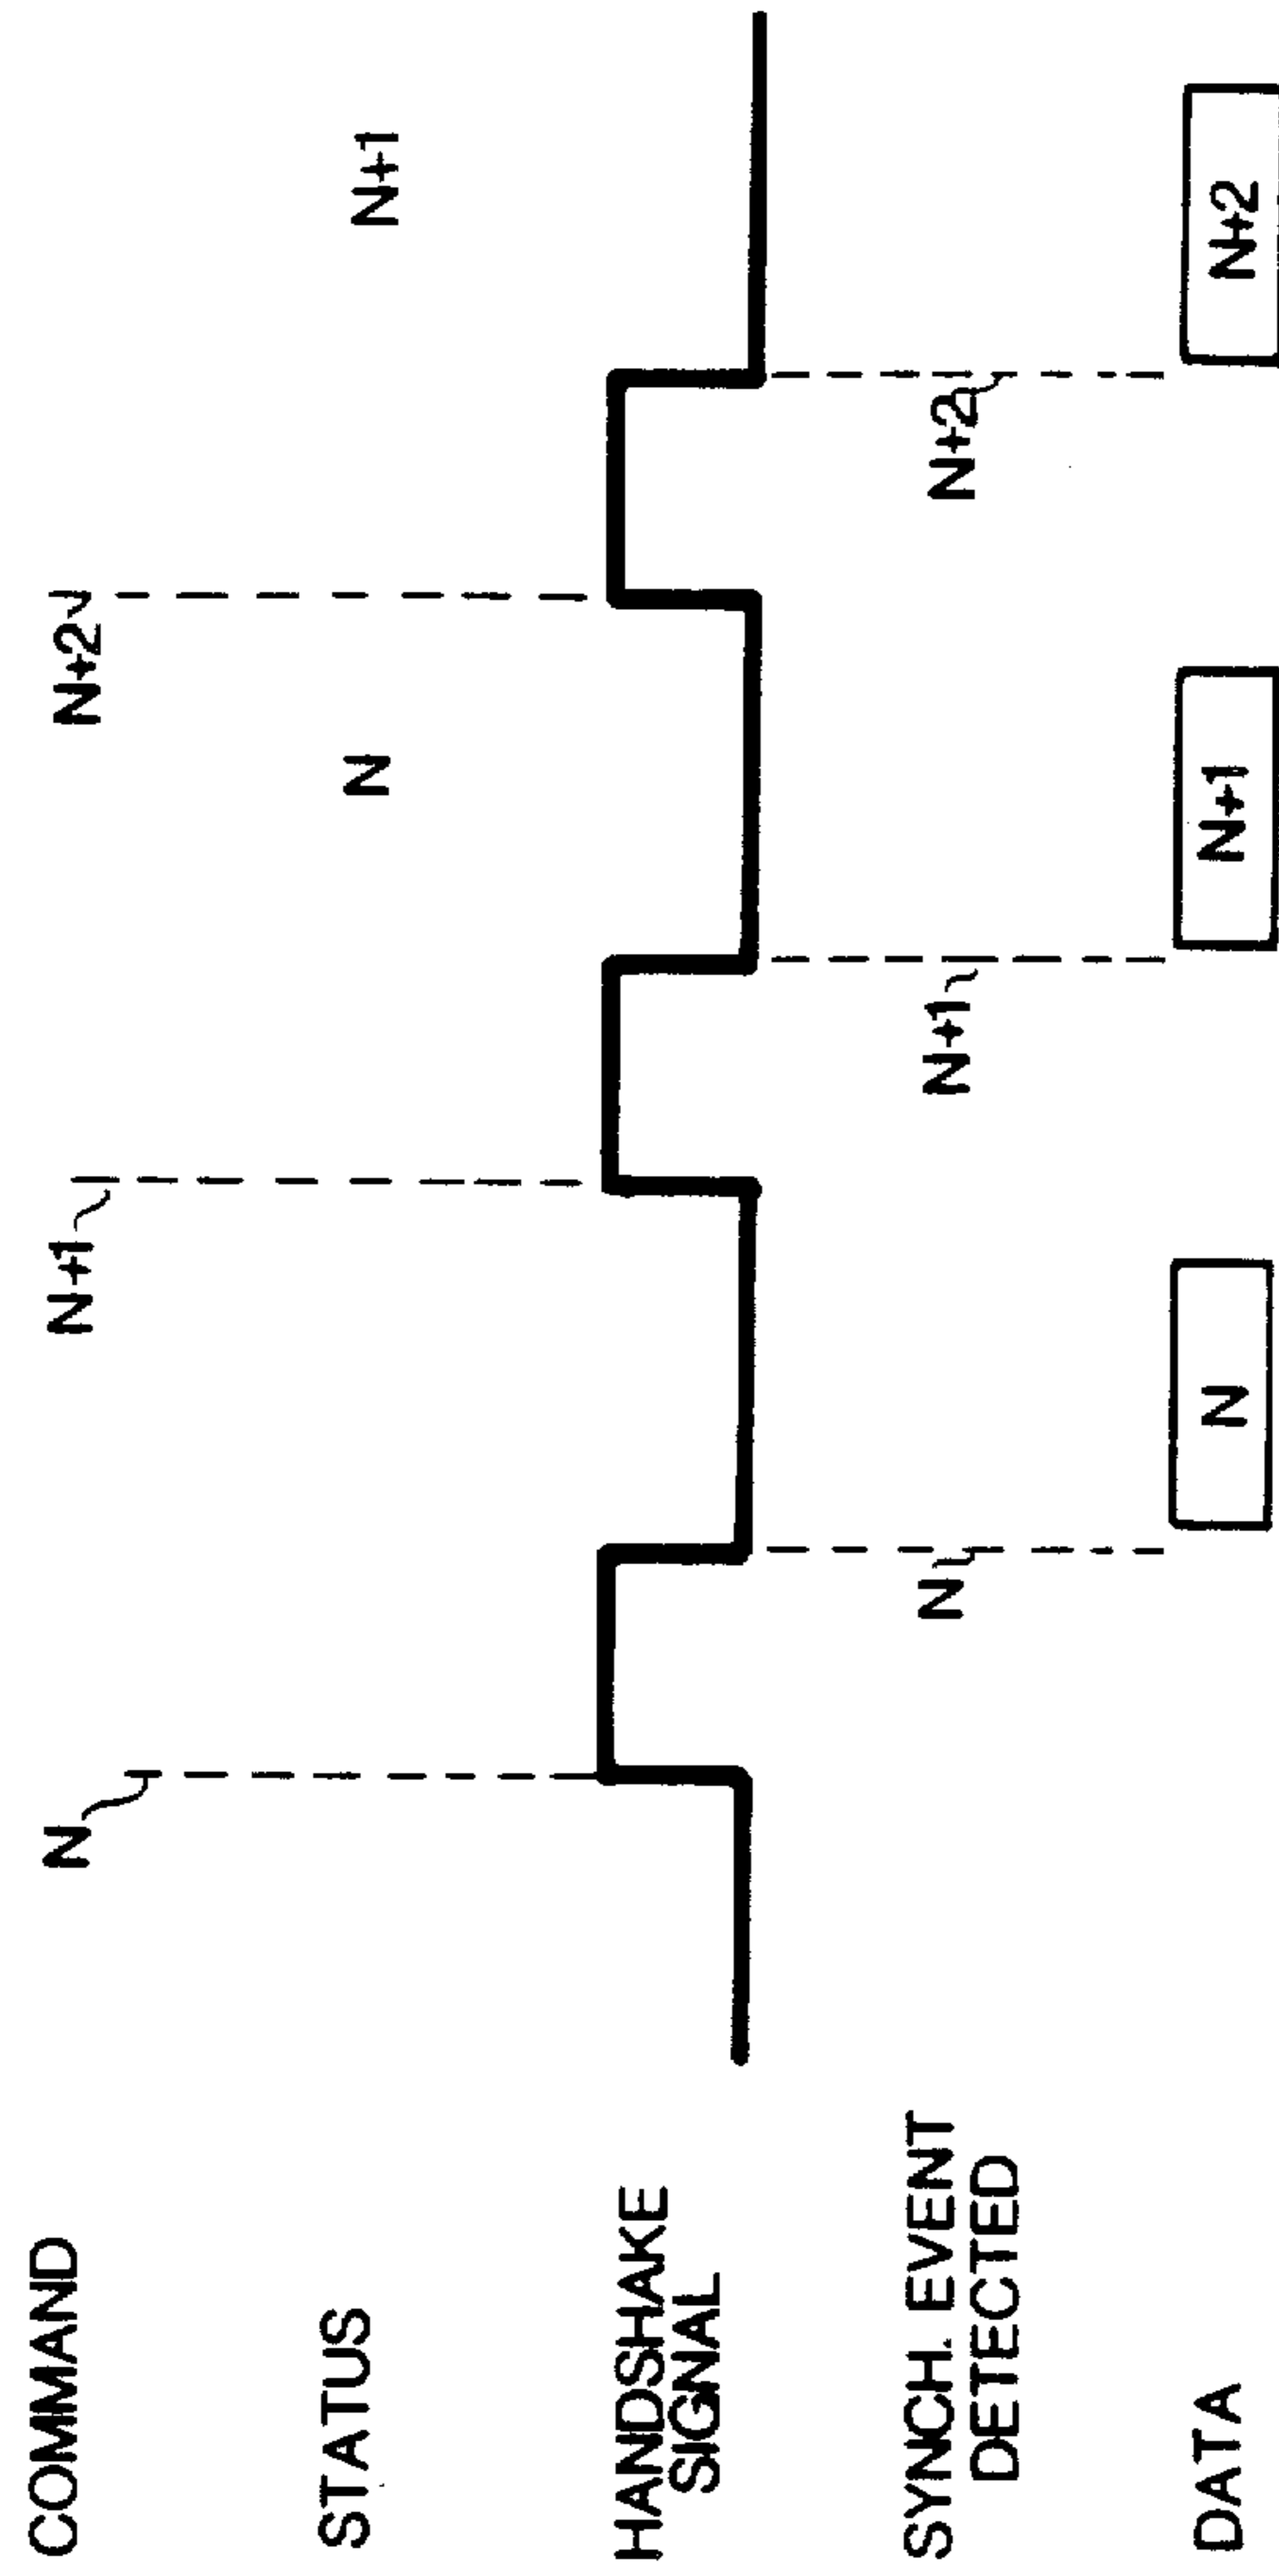 COMMAND
N
N+1
N+2
STATUS
N
N+1
HANDSHAKE
SIGNAL
SYNCH. EVENT
DETECTED
N
N+1
N+2
DATA
N
N+1
N+2